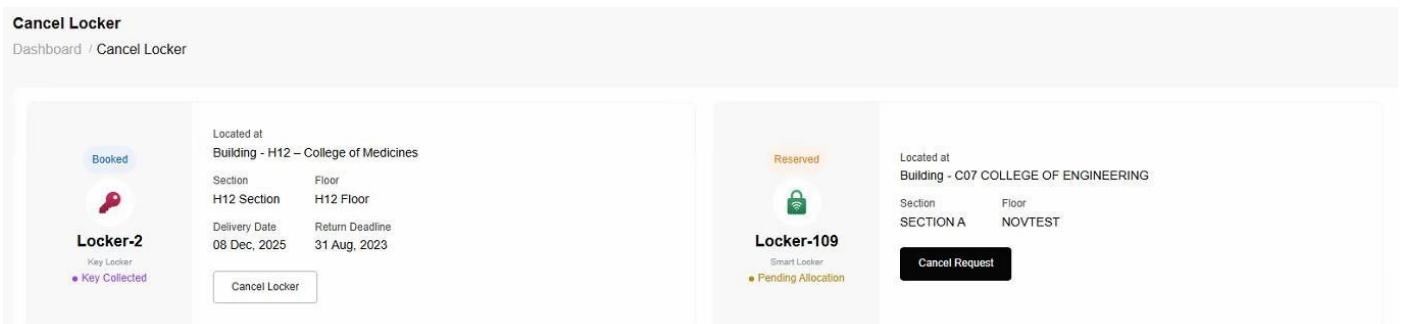 Cancel Locker
Dashboard / Cancel Locker
Booked
Locker-2
Key Locker
Key Collected
Located at
Building - H12 – College of Medicines
Section Floor
H12 Section H12 Floor
Delivery Date Return Deadline
08 Dec, 2025 31 Aug, 2023
Cancel Locker
Reserved
Locker-109
Smart Locker
Pending Allocation
Located at
Building - C07 COLLEGE OF ENGINEERING
Section Floor
SECTION A NOVTEST
Cancel Request